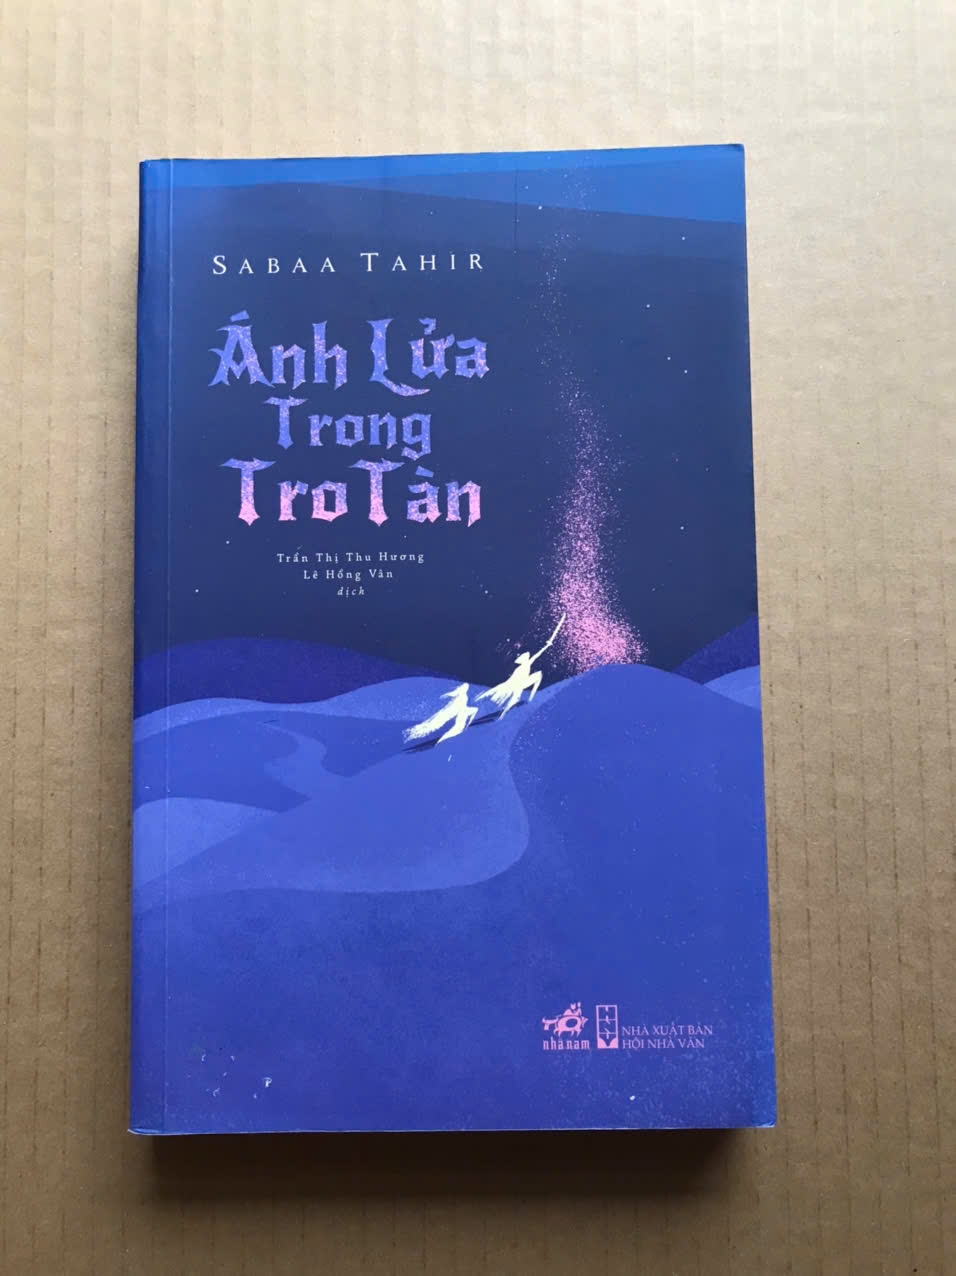 SABAA TAHIR
Ánh Lửa
Trong
Tro Tàn
Trần Thị Thu Hương
Lê Hồng Vân
dịch
nhã nam
NHÀ XUẤT BẢN
HỘI NHÀ VĂN